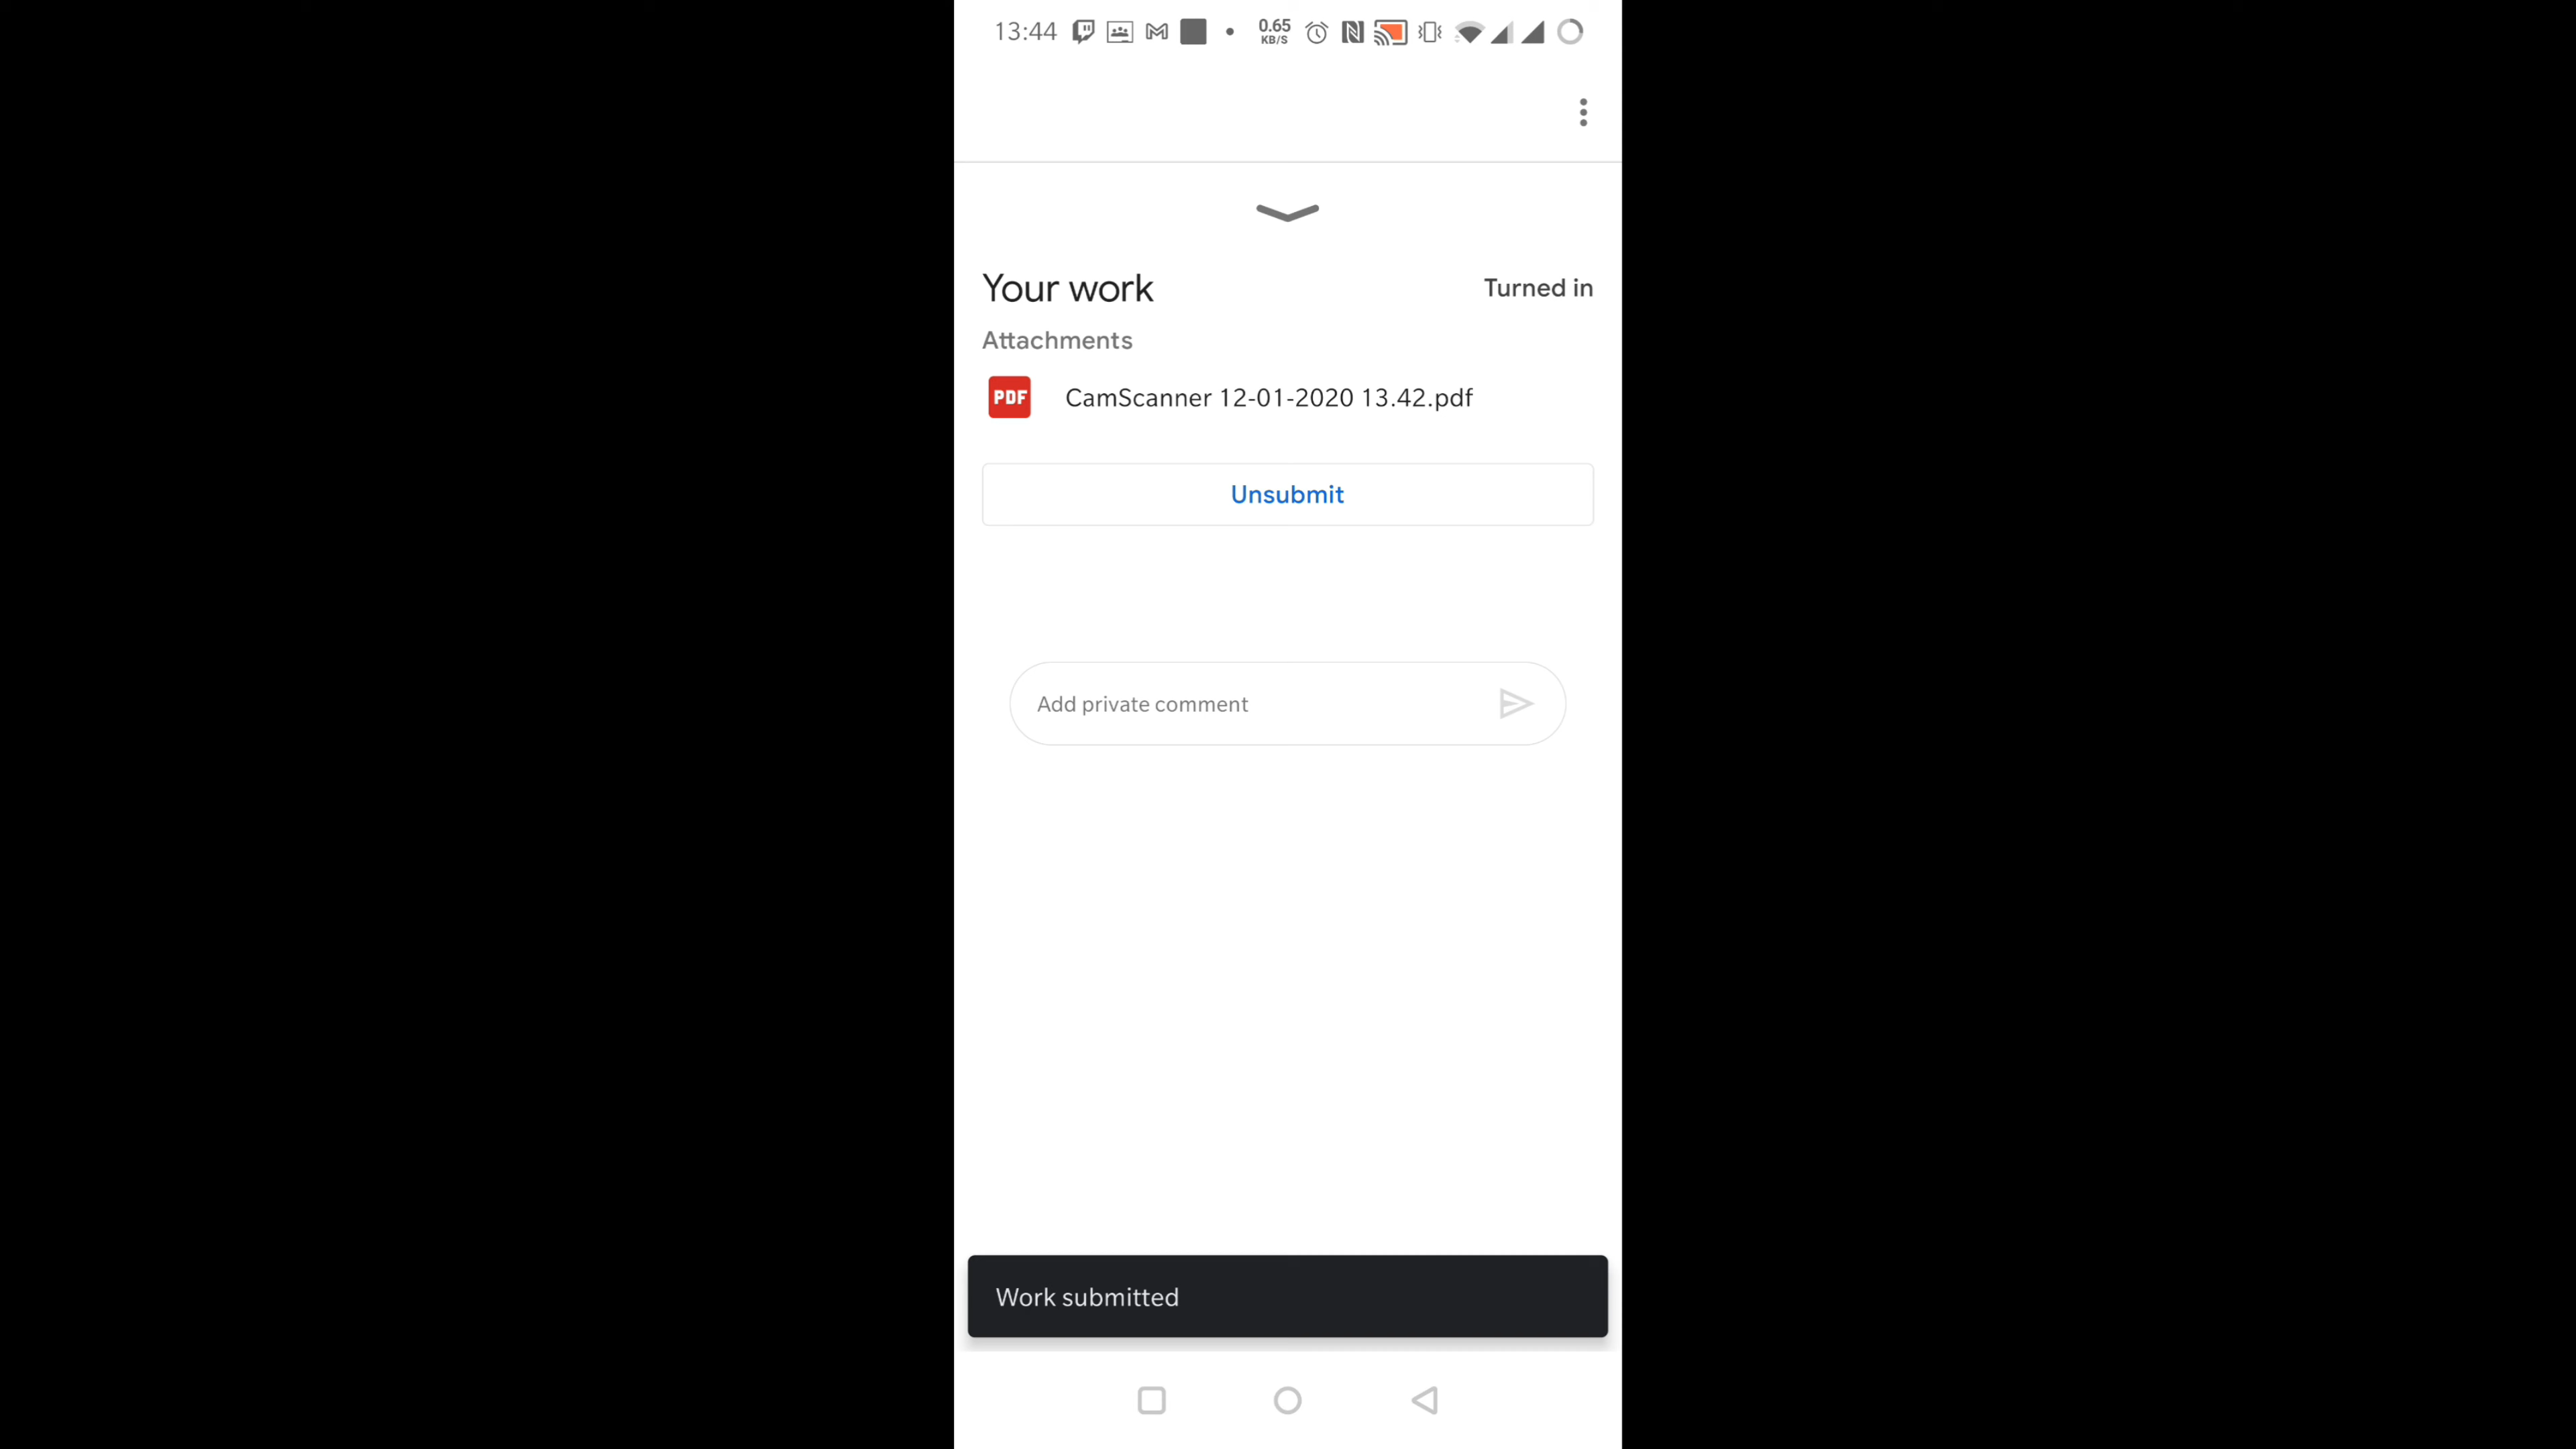 13:44 0.65 KB/S
Your work Turned in
Attachments
PDF CamScanner 12-01-2020 13.42.pdf
Unsubmit
Add private comment
Work submitted